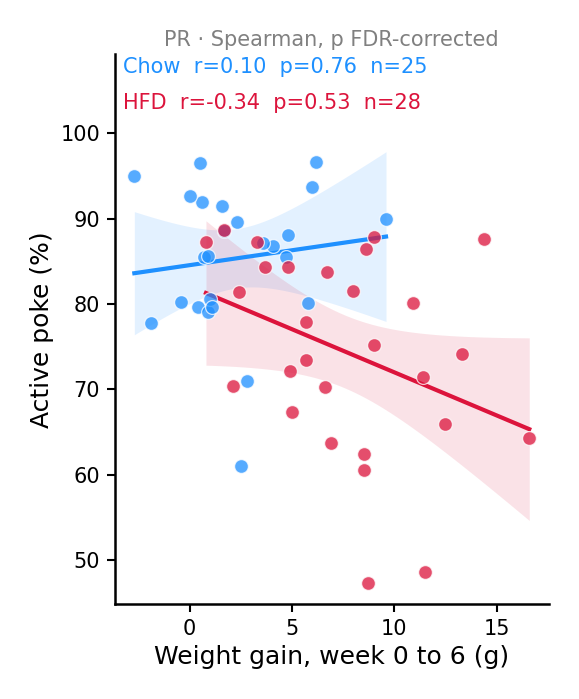 PR · Spearman, p FDR-corrected
Chow r=0.10 p=0.76 n=25
HFD r=-0.34 p=0.53 n=28
100
90
80
70
60
50
Active poke (%)
0 5 10 15
Weight gain, week 0 to 6 (g)